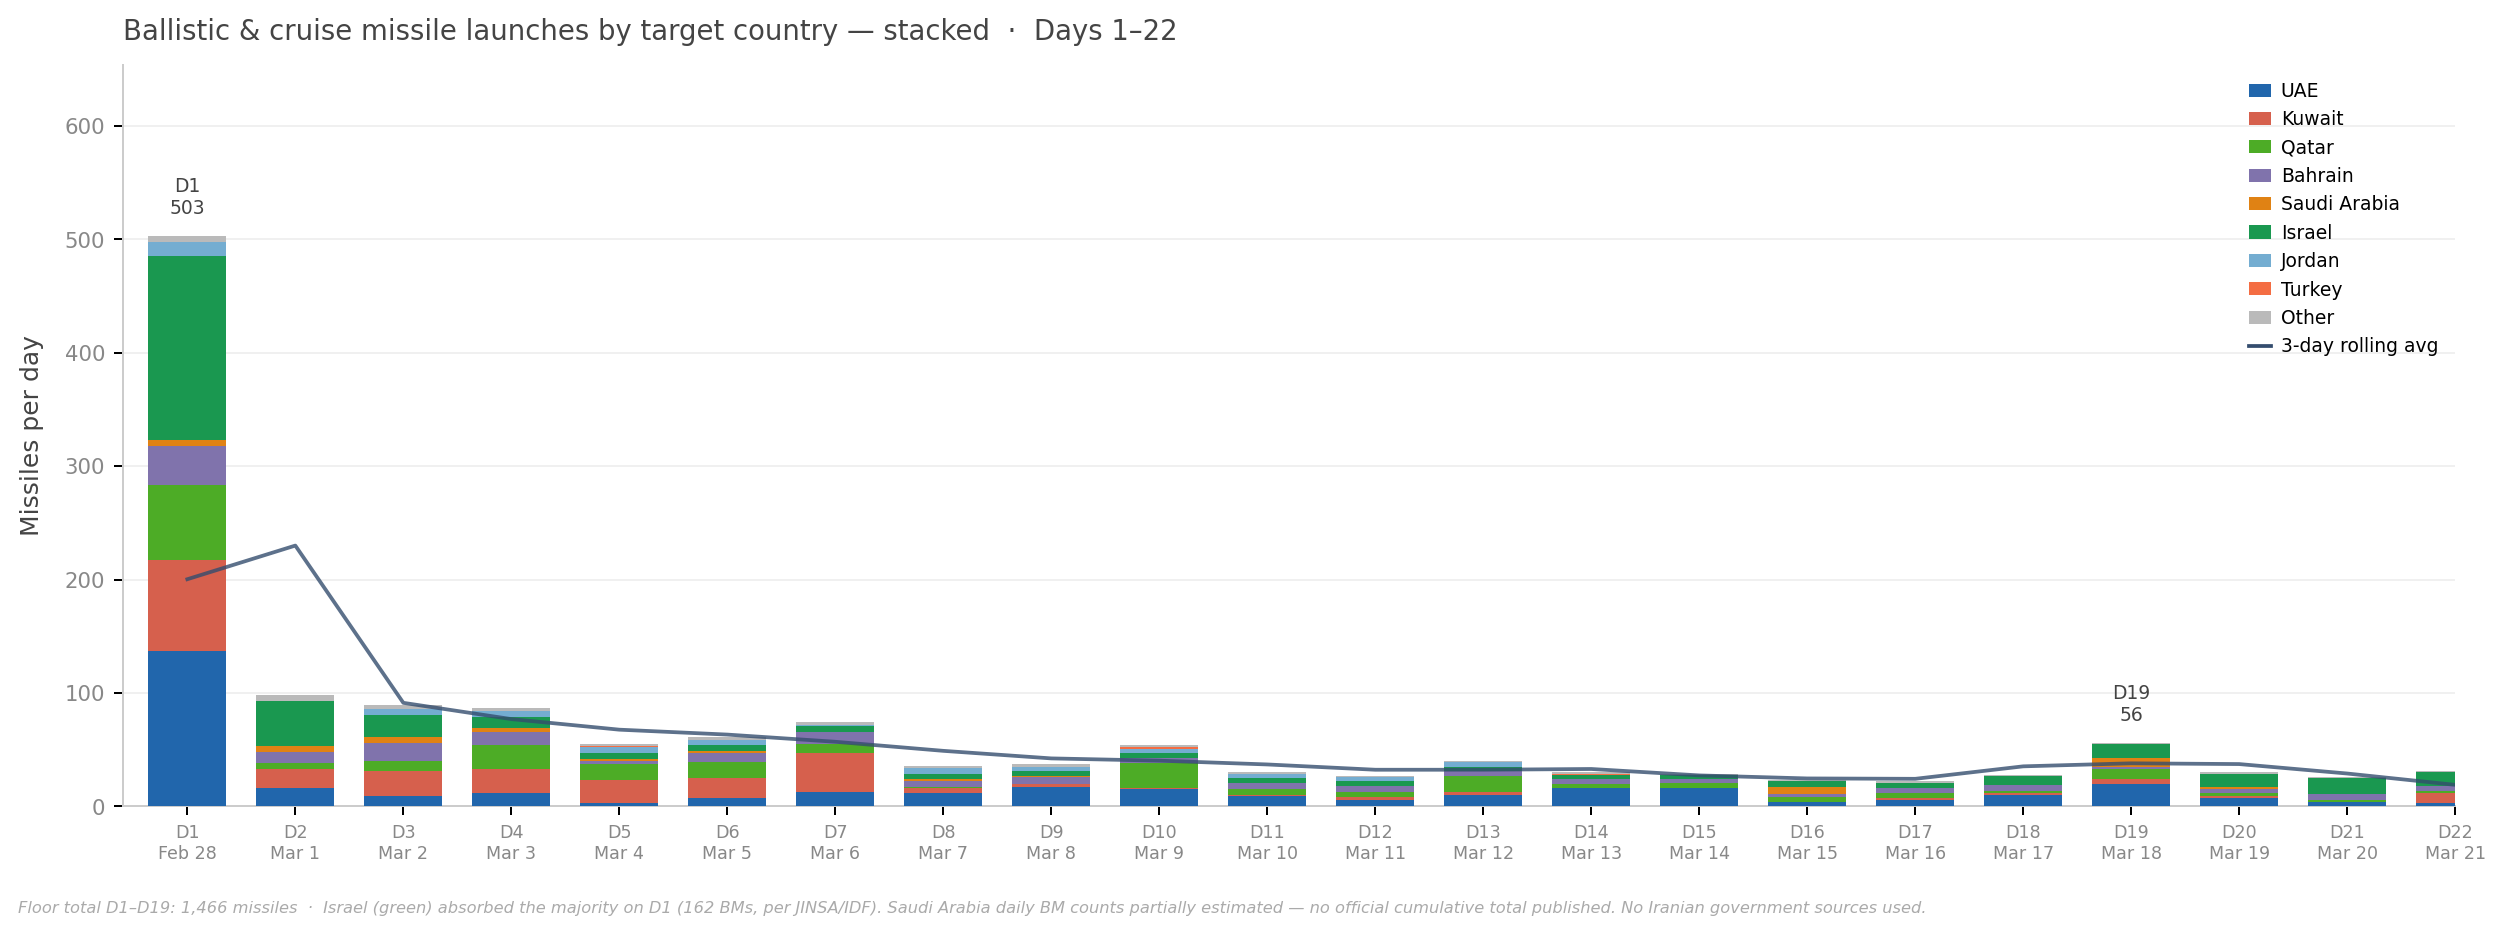 Ballistic & cruise missile launches by target country — stacked · Days 1–22
Missiles per day
600
500
400
300
200
100
0
D1
503
D19
56
UAE
Kuwait
Qatar
Bahrain
Saudi Arabia
Israel
Jordan
Turkey
Other
3-day rolling avg
D1 D2 D3 D4 D5 D6 D7 D8 D9 D10 D11 D12 D13 D14 D15 D16 D17 D18 D19 D20 D21 D22
Feb 28 Mar 1 Mar 2 Mar 3 Mar 4 Mar 5 Mar 6 Mar 7 Mar 8 Mar 9 Mar 10 Mar 11 Mar 12 Mar 13 Mar 14 Mar 15 Mar 16 Mar 17 Mar 18 Mar 19 Mar 20 Mar 21
Floor total D1–D19: 1,466 missiles · Israel (green) absorbed the majority on D1 (162 BMs, per JINSA/IDF). Saudi Arabia daily BM counts partially estimated — no official cumulative total published. No Iranian government sources used.